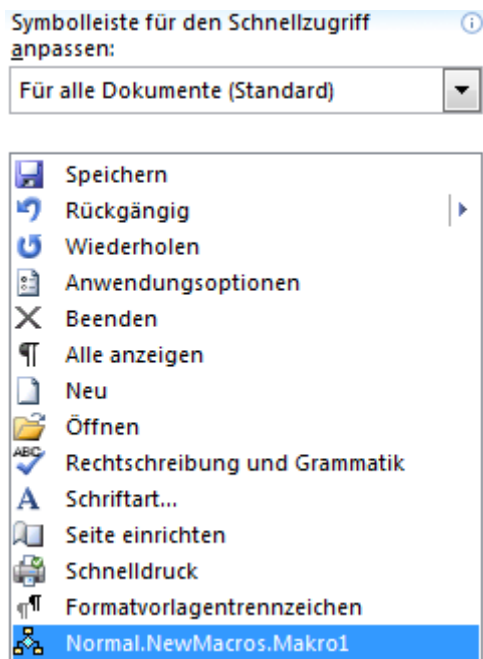 Symbolleiste für den Schnellzugriff
anpassen:
Für alle Dokumente (Standard)
Speichern
Rückgängig
Wiederholen
Anwendungsoptionen
Beenden
Alle anzeigen
Neu
Öffnen
ABC
Rechtschreibung und Grammatik
A
Schriftart...
Seite einrichten
Schnelldruck
Formatvorlagentrennzeichen
Normal.NewMacros.Makro1